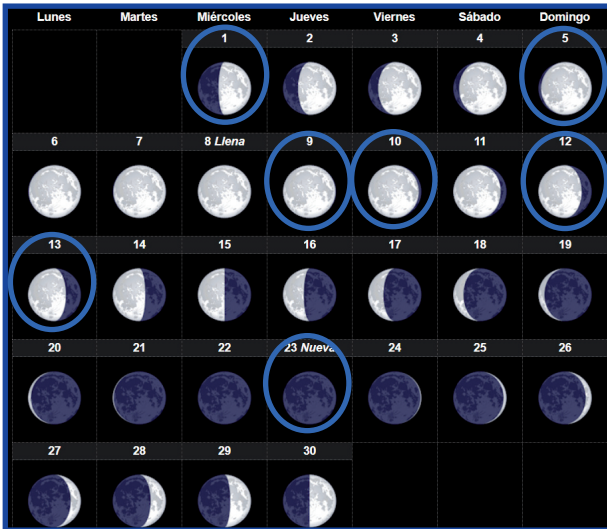 Lunes Martes Miércoles Jueves Viernes Sábado Domingo
1 2 3 4 5
6 7 8 Llena 9 10 11 12
13 14 15 16 17 18 19
20 21 22 23 Nueva 24 25 26
27 28 29 30